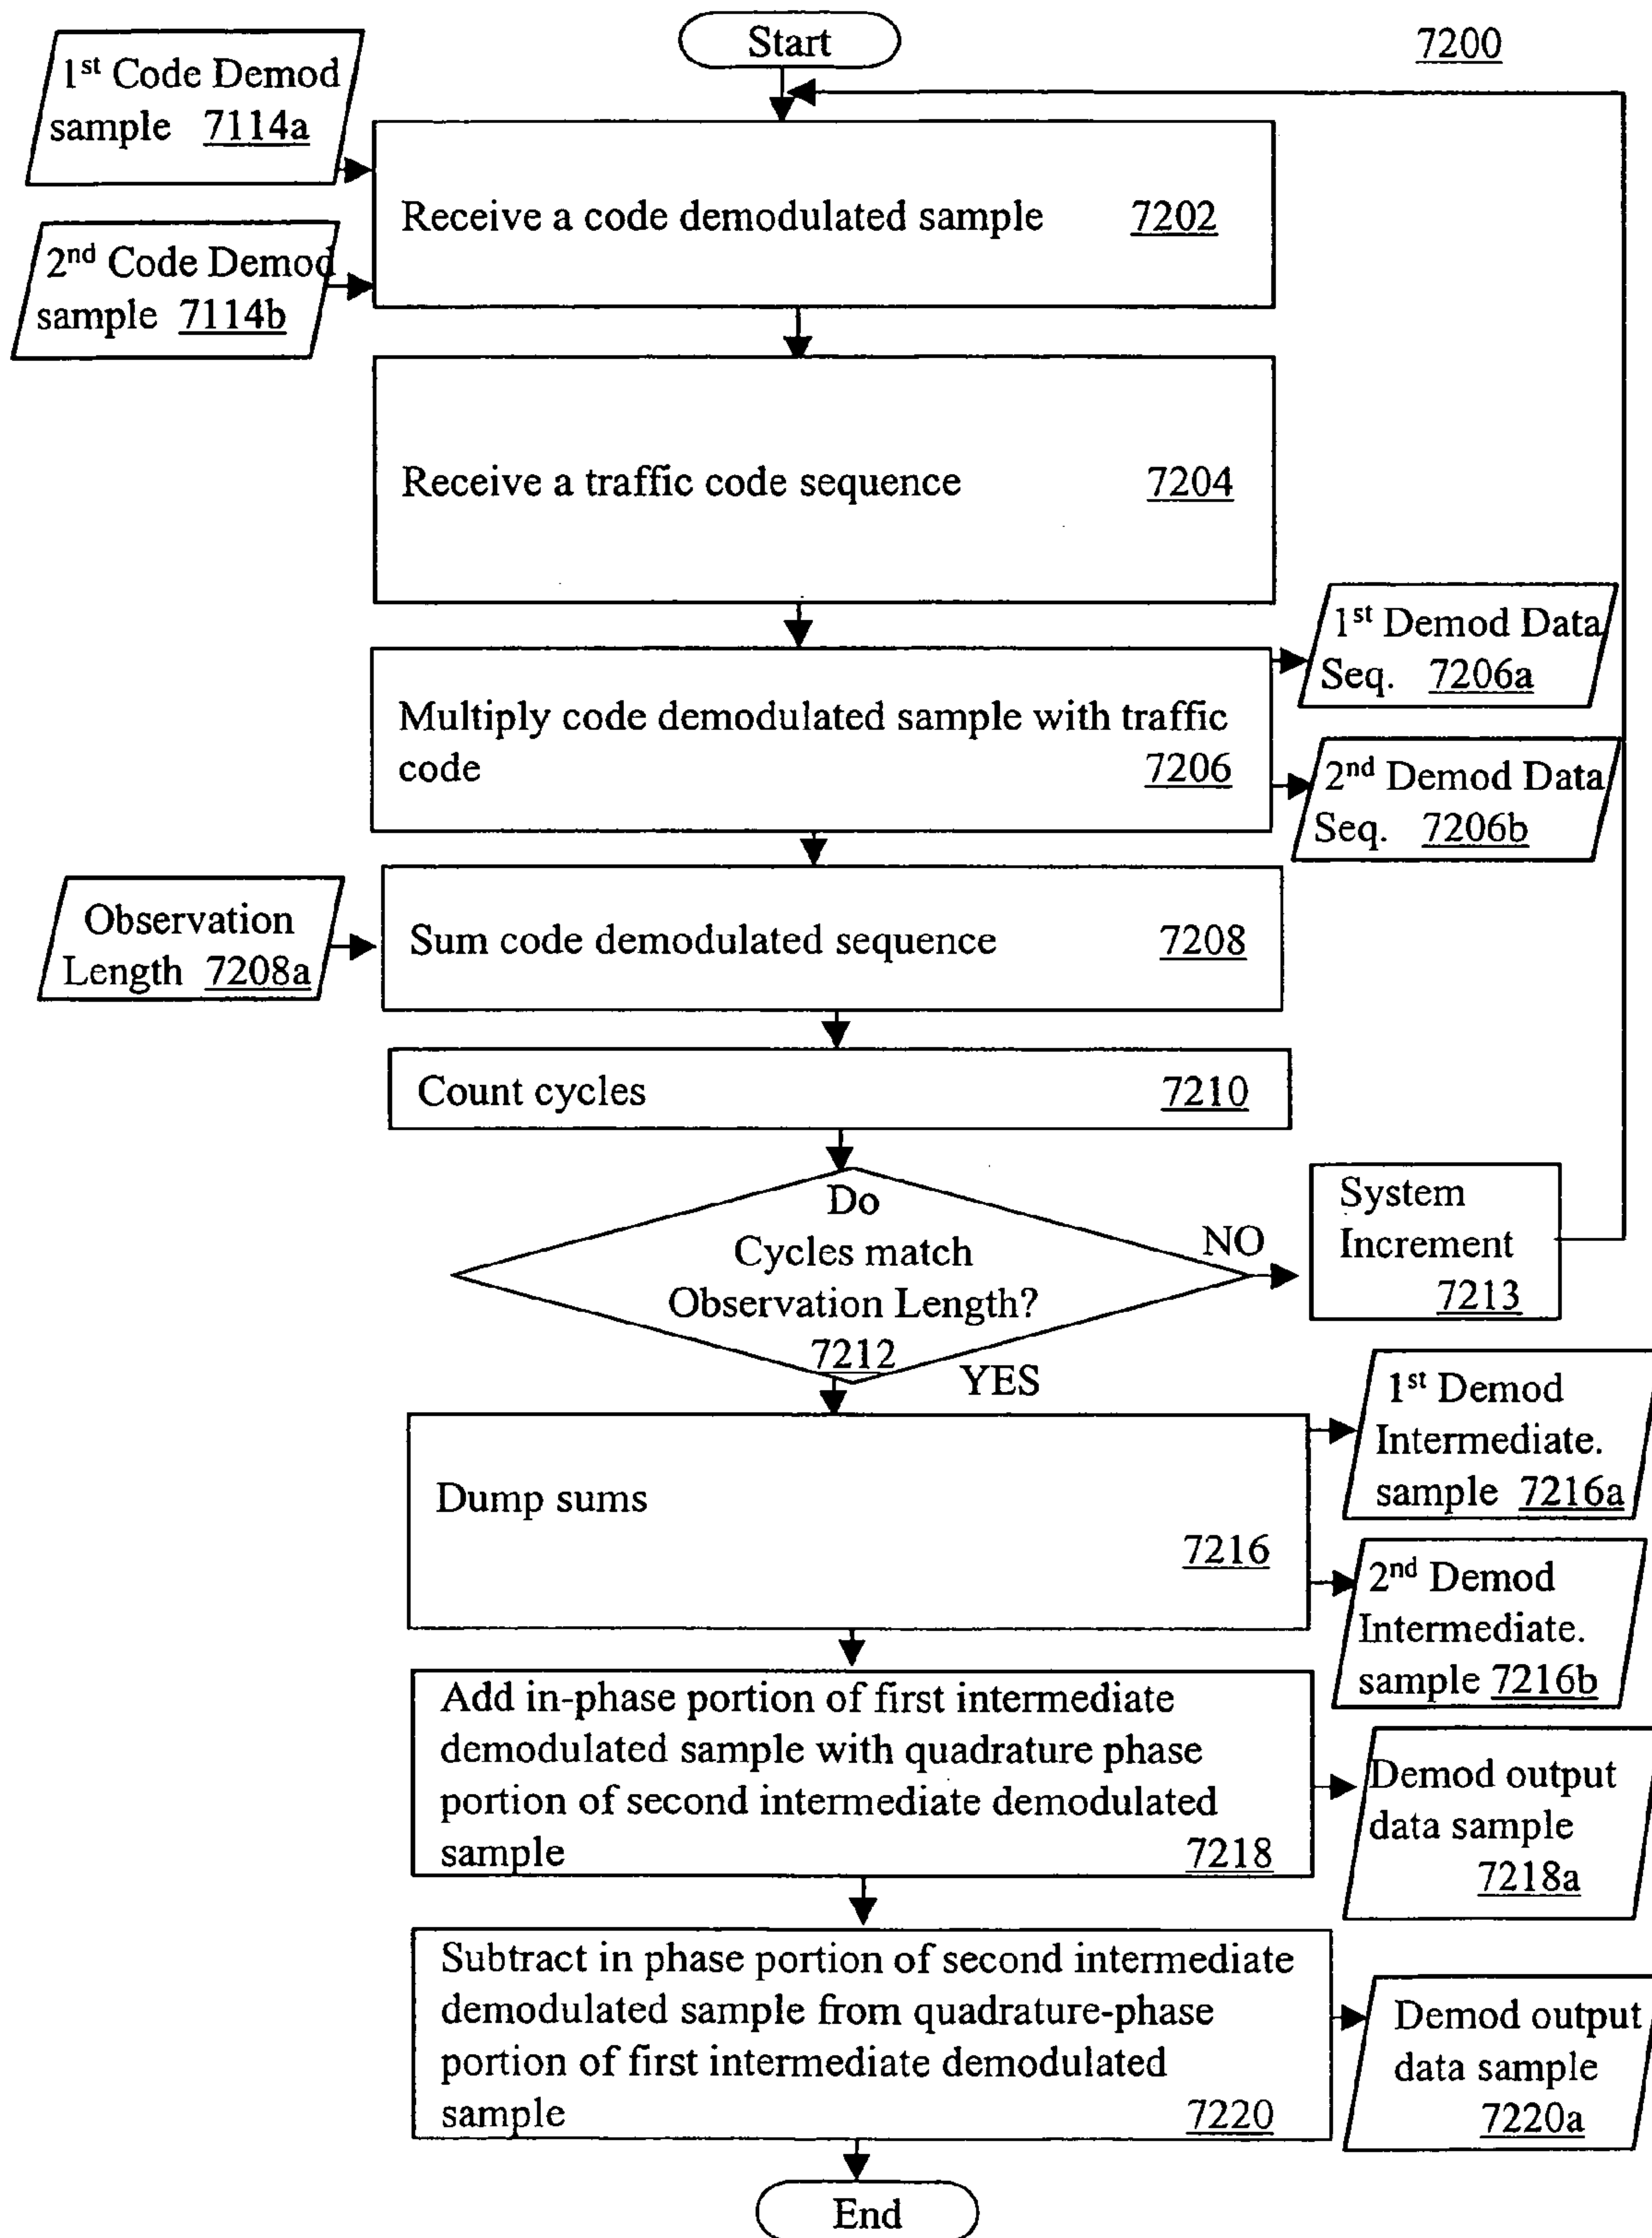 Start
7200
1st Code Demod
sample 7114a
Receive a code demodulated sample 7202
2nd Code Demod
sample 7114b
Receive a traffic code sequence 7204
1st Demod Data
Seq. 7206a
Multiply code demodulated sample with traffic
code 7206
2nd Demod Data
Seq. 7206b
Observation
Length 7208a
Sum code demodulated sequence 7208
Count cycles 7210
Do
Cycles match
Observation Length?
7212
NO
System
Increment
7213
YES
1st Demod
Intermediate.
sample 7216a
Dump sums
7216
2nd Demod
Intermediate.
sample 7216b
Add in-phase portion of first intermediate
demodulated sample with quadrature phase
portion of second intermediate demodulated
sample 7218
Demod output
data sample
7218a
Subtract in phase portion of second intermediate
demodulated sample from quadrature-phase
portion of first intermediate demodulated
sample 7220
Demod output
data sample
7220a
End